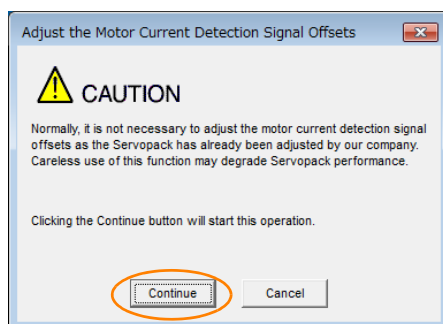 Adjust the Motor Current Detection Signal Offsets
CAUTION
Normally, it is not necessary to adjust the motor current detection signal
offsets as the Servopack has already been adjusted by our company.
Careless use of this function may degrade Servopack performance.
Clicking the Continue button will start this operation.
Continue Cancel